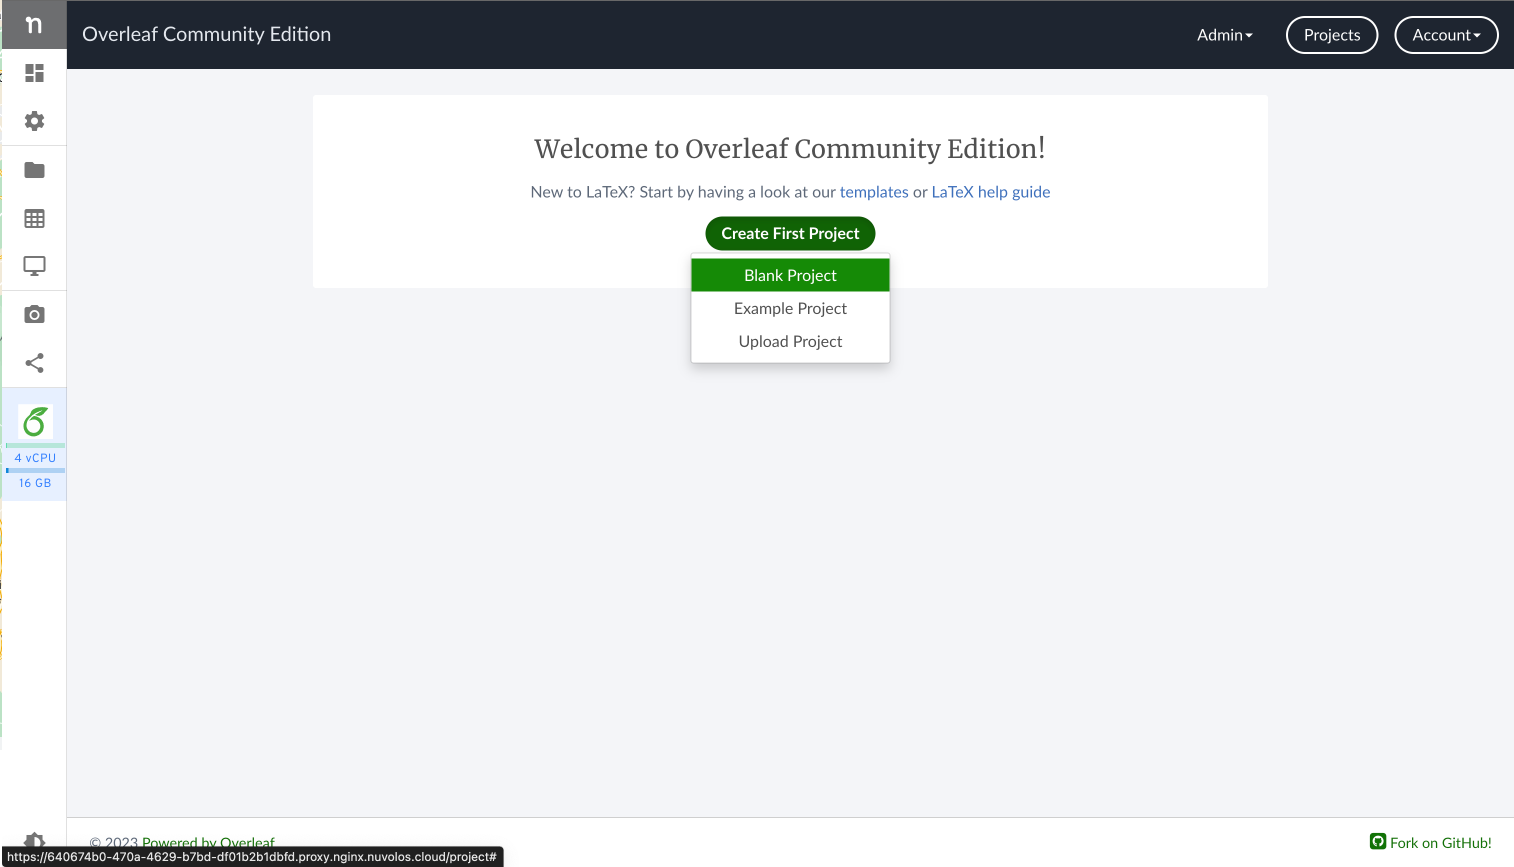 n
Overleaf Community Edition
Admin
Projects
Account
Welcome to Overleaf Community Edition!
New to LaTeX? Start by having a look at our templates or LaTeX help guide
Create First Project
Blank Project
Example Project
Upload Project
4 vCPU
16 GB
© 2023 Powered by Overleaf
Fork on GitHub!
https://640674b0-470a-4629-b7bd-df01b2b1dbfd.proxy.nginx.nuvolos.cloud/project#